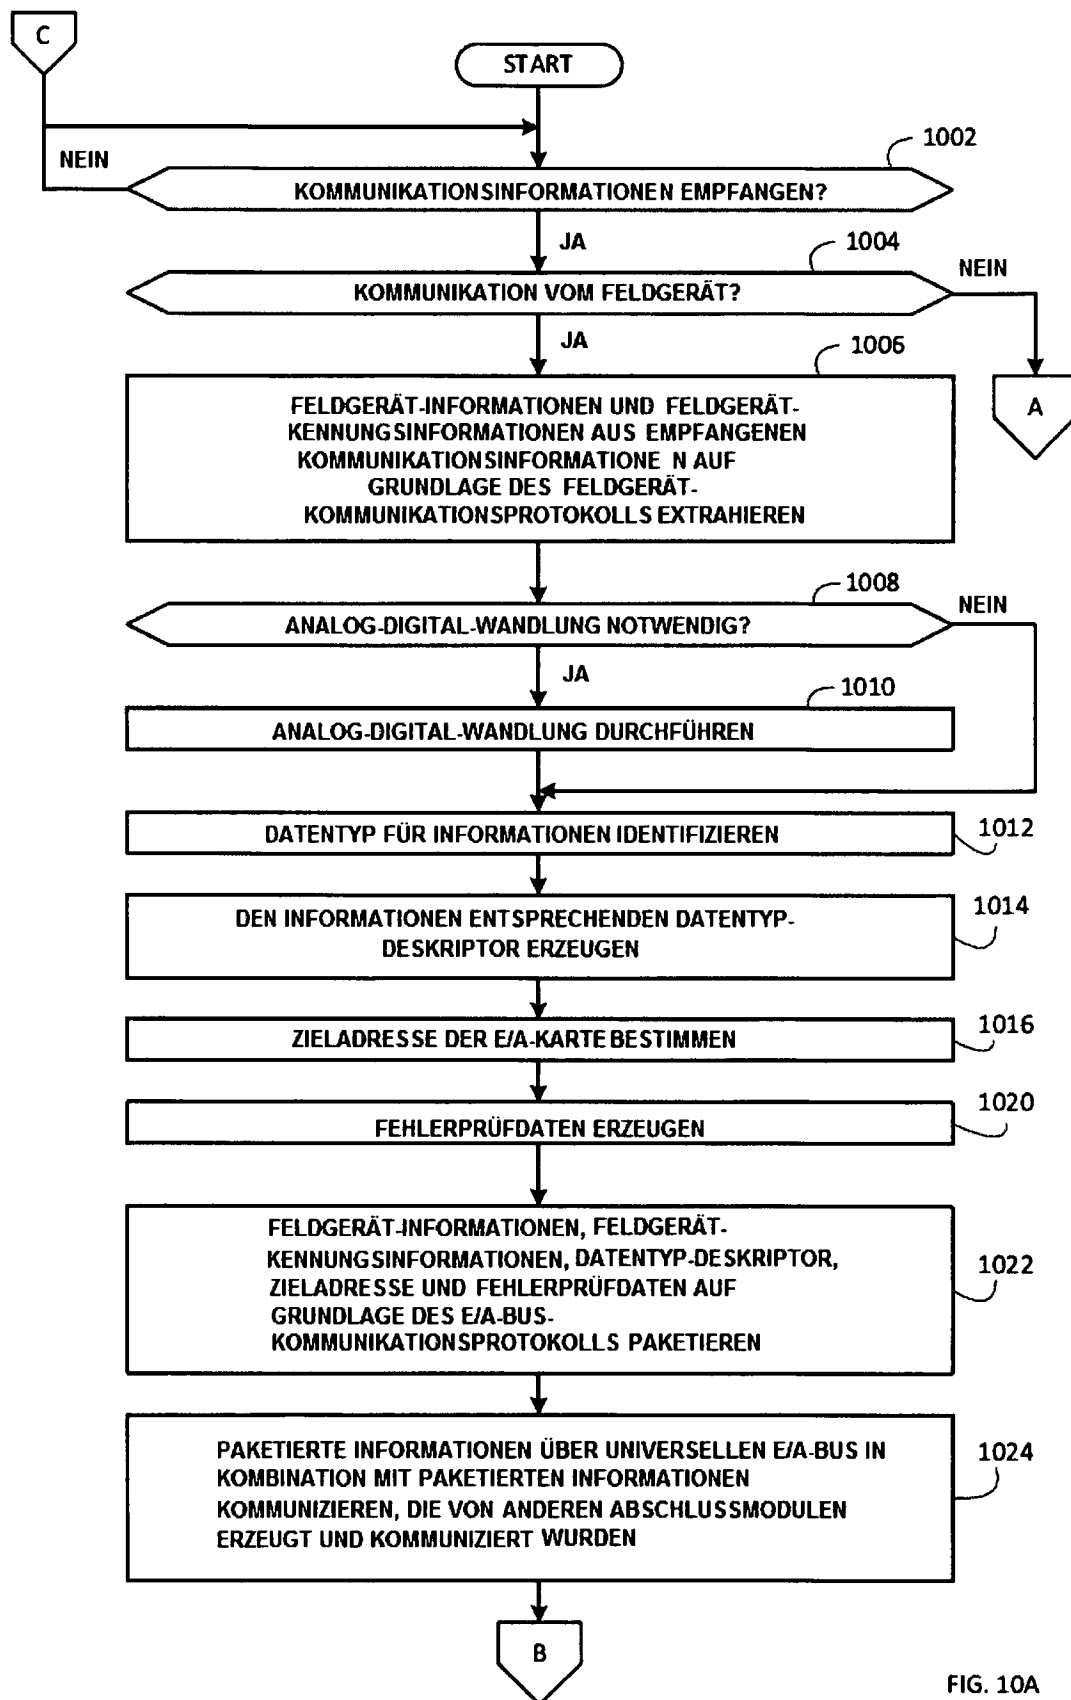 C
START
NEIN
1002
KOMMUNIKATIONSINFORMATIONEN EMPFANGEN?
JA
1004
NEIN
KOMMUNIKATION VOM FELDGERÄT?
JA
1006
A
FELDGERÄT-INFORMATIONEN UND FELDGERÄT-
KENNUNGSINFORMATIONEN AUS EMPFANGENEN
KOMMUNIKATIONSINFORMATIONE N AUF
GRUNDLAGE DES FELDGERÄT-
KOMMUNIKATIONSPROTOKOLLS EXTRAHIEREN
1008
NEIN
ANALOG-DIGITAL-WANDLUNG NOTWENDIG?
JA
1010
ANALOG-DIGITAL-WANDLUNG DURCHFÜHREN
DATENTYP FÜR INFORMATIONEN IDENTIFIZIEREN
1012
DEN INFORMATIONEN ENTSPRECHENDEN DATENTYP-
DESKRIPTOR ERZEUGEN
1014
ZIELADRESSE DER E/A-KARTE BESTIMMEN
1016
FEHLERPRÜFDATEN ERZEUGEN
1020
FELDGERÄT-INFORMATIONEN, FELDGERÄT-
KENNUNGSINFORMATIONEN, DATENTYP-DESKRIPTOR,
ZIELADRESSE UND FEHLERPRÜFDATEN AUF
GRUNDLAGE DES E/A-BUS-
KOMMUNIKATIONSPROTOKOLLS PAKETIEREN
1022
PAKETIERTE INFORMATIONEN ÜBER UNIVERSELLEN E/A-BUS IN
KOMBINATION MIT PAKETIERTEN INFORMATIONEN
KOMMUNIZIEREN, DIE VON ANDEREN ABSCHLUSSMODULEN
ERZEUGT UND KOMMUNIZIERT WURDEN
1024
B
FIG. 10A